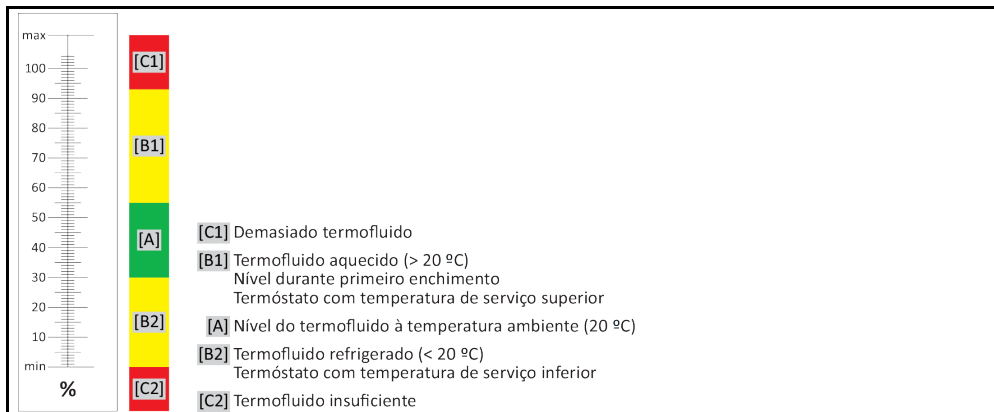 max
100
90
80
70
60
50
40
30
20
10
min
%
[C1]
[B1]
[A]
[B2]
[C2]
[C1] Demasiado termofluido
[B1] Termofluido aquecido (> 20 ºC)
Nível durante primeiro enchimento
Termóstato com temperatura de serviço superior
[A] Nível do termofluido à temperatura ambiente (20 ºC)
[B2] Termofluido refrigerado (< 20 ºC)
Termóstato com temperatura de serviço inferior
[C2] Termofluido insuficiente